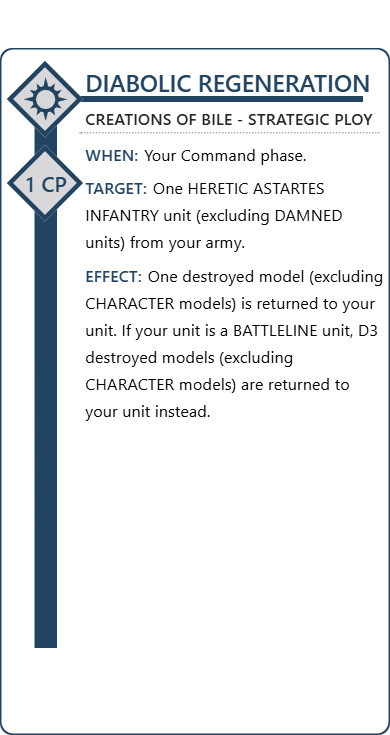 DIABOLIC REGENERATION
CREATIONS OF BILE - STRATEGIC PLOY
1 CP
WHEN: Your Command phase.
TARGET: One HERETIC ASTARTES
INFANTRY unit (excluding DAMNED
units) from your army.
EFFECT: One destroyed model (excluding
CHARACTER models) is returned to your
unit. If your unit is a BATTLELINE unit, D3
destroyed models (excluding
CHARACTER models) are returned to
your unit instead.